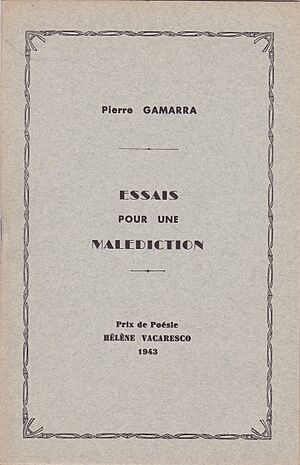 Pierre GAMARRA
ESSAIS
POUR UNE
MALEDICTION
Prix de Poésie
HÉLÈNE VACARESCO
1943